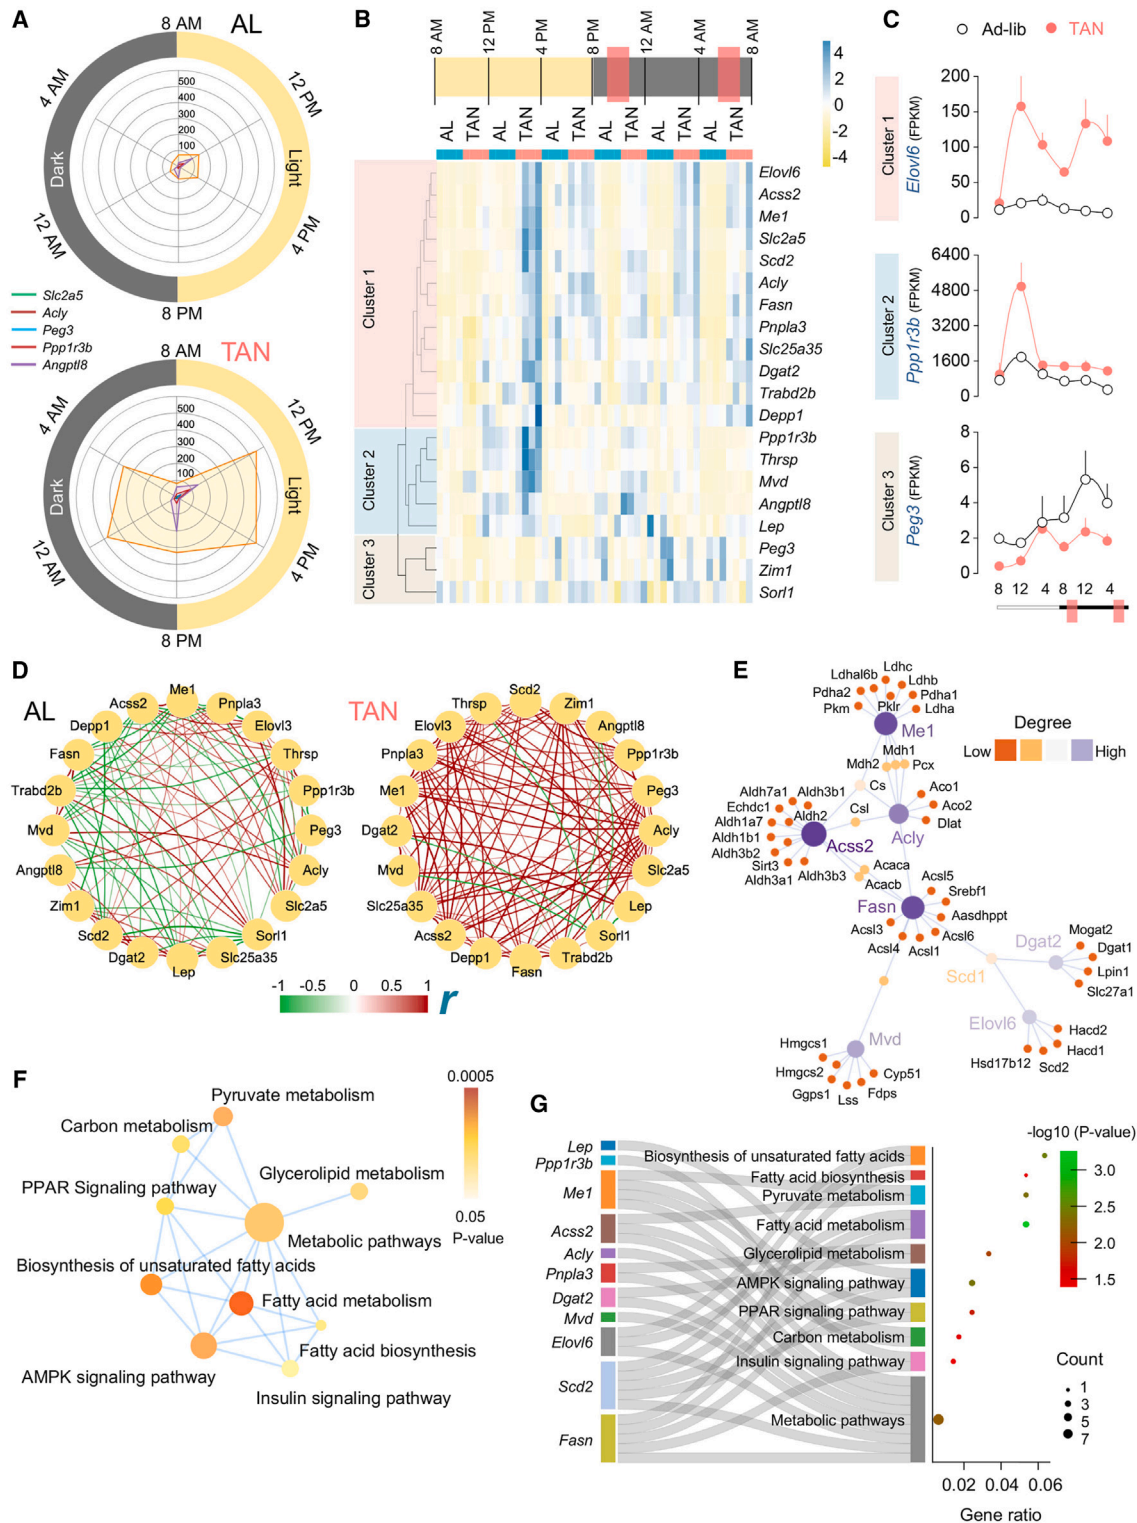 A
8 AM
AL
4 AM
12 PM
500
400
300
200
100
Dark
Light
12 AM
4 PM
8 PM
Slc2a5
Acly
Peg3
Ppp1r3b
Angptl8
8 AM
TAN
4 AM
12 PM
500
400
300
200
100
Dark
Light
12 AM
4 PM
8 PM
B
8 AM
12 PM
4 PM
8 PM
12 AM
4 AM
8 AM
4
2
0
-2
-4
AL
TAN
AL
TAN
AL
TAN
AL
TAN
AL
TAN
AL
TAN
Cluster 1
Cluster 2
Cluster 3
Elovl6
Acss2
Me1
Slc2a5
Scd2
Acly
Fasn
Pnpla3
Slc25a35
Dgat2
Trabd2b
Depp1
Ppp1r3b
Thrsp
Mvd
Angptl8
Lep
Peg3
Zim1
Sorl1
C
Ad-lib
TAN
Cluster 1
Elovl6 (FPKM)
200
150
100
50
0
Cluster 2
Ppp1r3b (FPKM)
6400
4800
3200
1600
0
Cluster 3
Peg3 (FPKM)
8
6
4
2
0
8 12 4 8 12 4
D
AL
Me1
Pnpla3
Elovl3
Thrsp
Ppp1r3b
Peg3
Acly
Slc2a5
Sorl1
Slc25a35
Lep
Dgat2
Scd2
Zim1
Angptl8
Mvd
Trabd2b
Fasn
Depp1
Acss2
TAN
Scd2
Zim1
Angptl8
Ppp1r3b
Peg3
Acly
Slc2a5
Lep
Sorl1
Trabd2b
Fasn
Depp1
Acss2
Slc25a35
Mvd
Dgat2
Me1
Pnpla3
Elovl3
Thrsp
-1 -0.5 0 0.5 1
r
E
Degree
Low
High
Ldhal6b
Ldhc
Ldhb
Pdha2
Pdha1
Pkm
Pklr
Ldha
Me1
Mdh1
Mdh2
Pcx
Cs
Csl
Aco1
Aco2
Dlat
Acly
Aldh7a1
Aldh3b1
Echdc1
Aldh2
Aldh1a7
Aldh1b1
Aldh3b2
Sirt3
Aldh3a1
Aldh3b3
Acss2
Acaca
Acacb
Acsl5
Srebf1
Fasn
Aasdhppt
Acsl3
Acsl6
Acsl4
Acsl1
Dgat2
Mogat2
Dgat1
Lpin1
Slc27a1
Scd1
Elovl6
Hacd2
Hacd1
Hsd17b12
Scd2
Mvd
Hmgcs1
Hmgcs2
Ggps1
Lss
Fdps
Cyp51
F
Pyruvate metabolism
Carbon metabolism
Glycerolipid metabolism
PPAR Signaling pathway
Metabolic pathways
Biosynthesis of unsaturated fatty acids
Fatty acid metabolism
Fatty acid biosynthesis
AMPK signaling pathway
Insulin signaling pathway
0.0005
0.05
P-value
G
Lep
Ppp1r3b
Me1
Acss2
Acly
Pnpla3
Dgat2
Mvd
Elovl6
Scd2
Fasn
Biosynthesis of unsaturated fatty acids
Fatty acid biosynthesis
Pyruvate metabolism
Fatty acid metabolism
Glycerolipid metabolism
AMPK signaling pathway
PPAR signaling pathway
Carbon metabolism
Insulin signaling pathway
Metabolic pathways
-log10 (P-value)
3.0
2.5
2.0
1.5
Count
1
3
5
7
0.02 0.04 0.06
Gene ratio